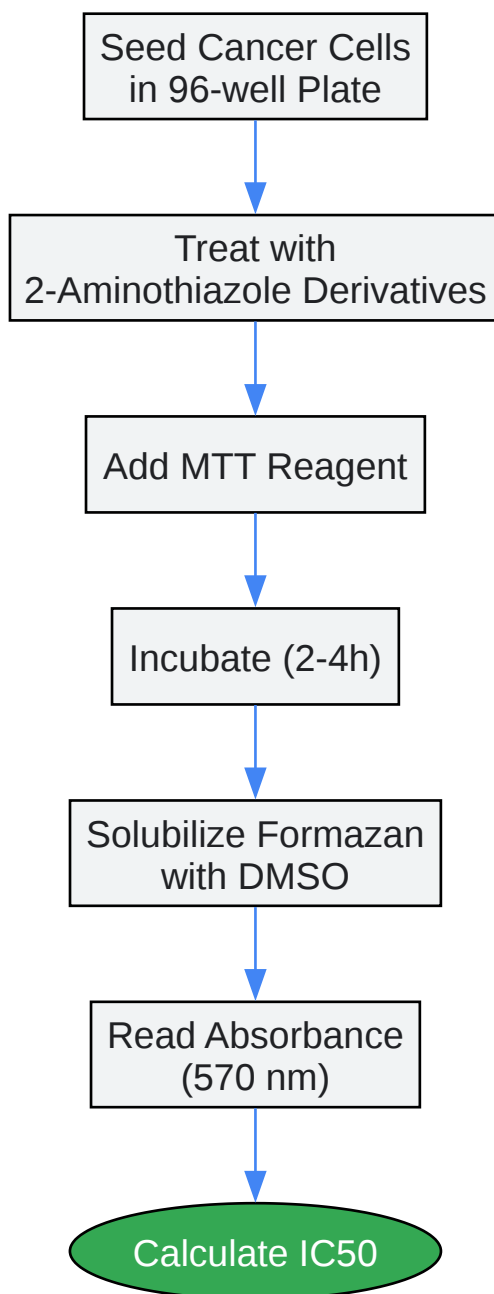 Seed Cancer Cells
in 96-well Plate
Treat with
2-Aminothiazole Derivatives
Add MTT Reagent
Incubate (2-4h)
Solubilize Formazan
with DMSO
Read Absorbance
(570 nm)
Calculate IC50